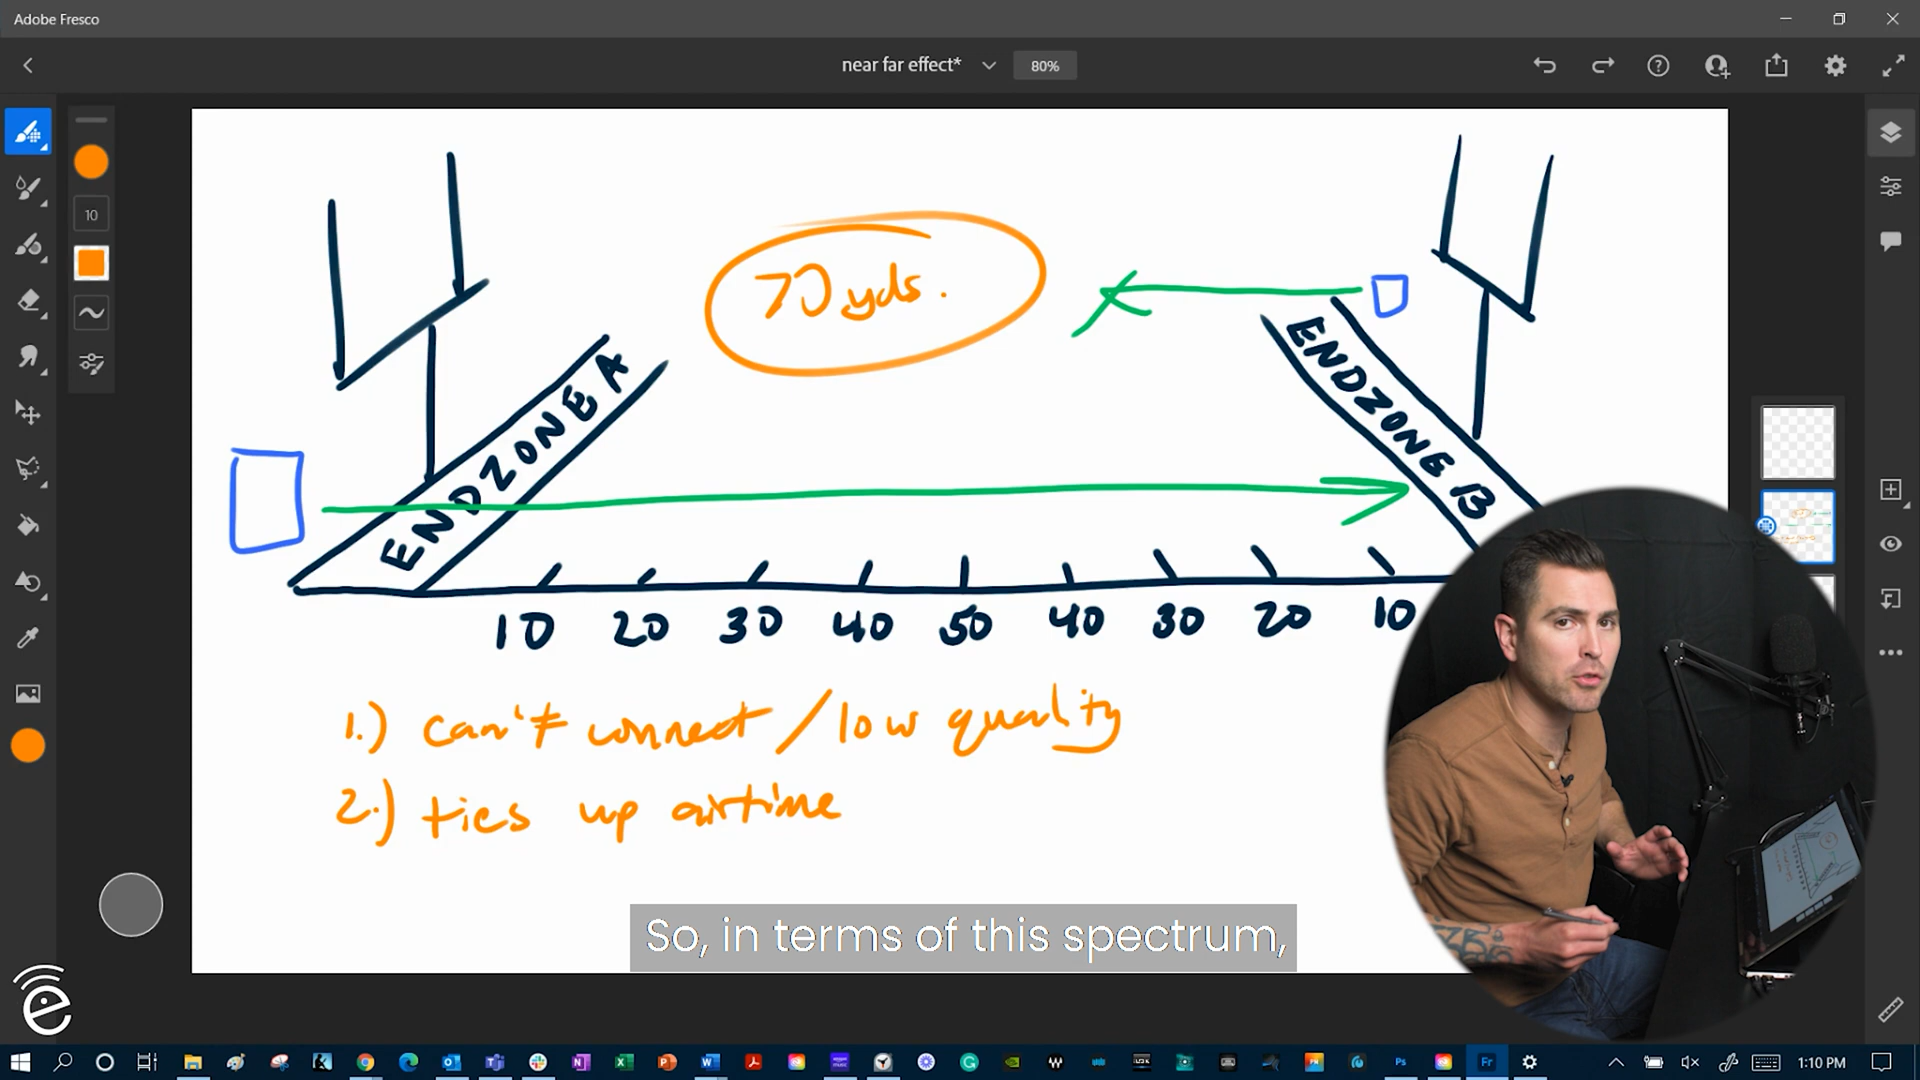 Adobe Fresco
near far effect*
80%
10
70 yds.
ENDZONE A
ENDZONE B
10 20 30 40 50 40 30 20 10
1.) can't connect / low quality
2.) ties up airtime
So, in terms of this spectrum,
1:10 PM